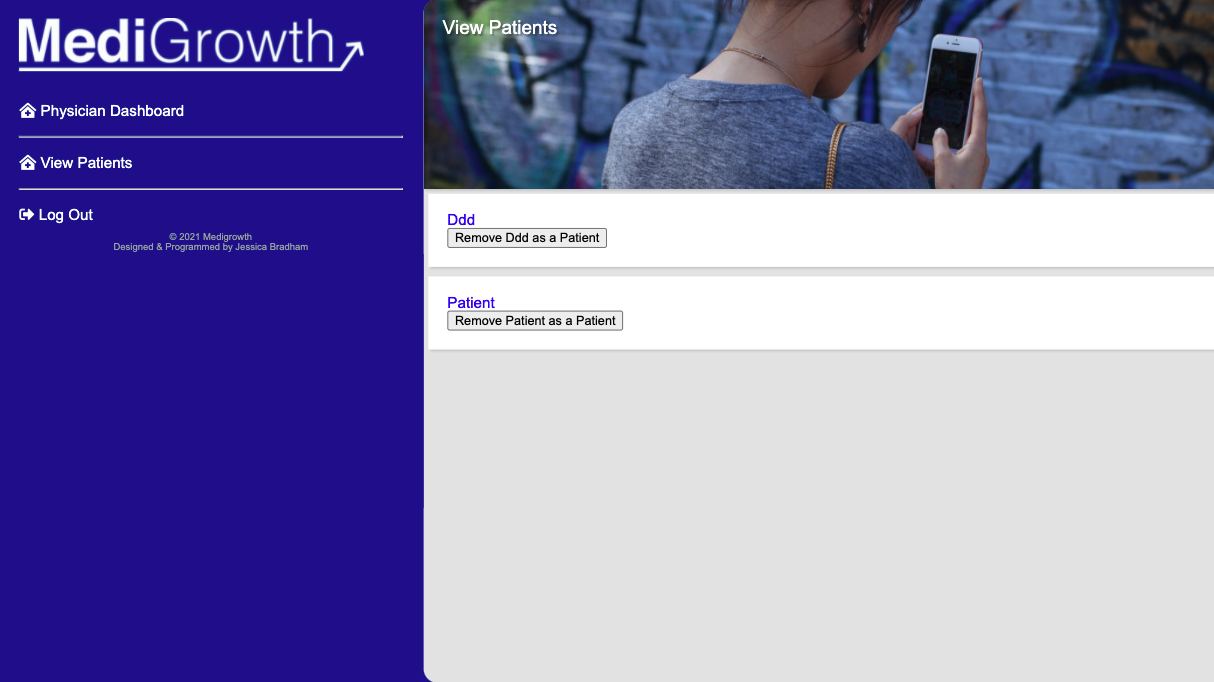 MediGrowth
Physician Dashboard
View Patients
Log Out
© 2021 Medigrowth
Designed & Programmed by Jessica Bradham
View Patients
Ddd
Remove Ddd as a Patient
Patient
Remove Patient as a Patient